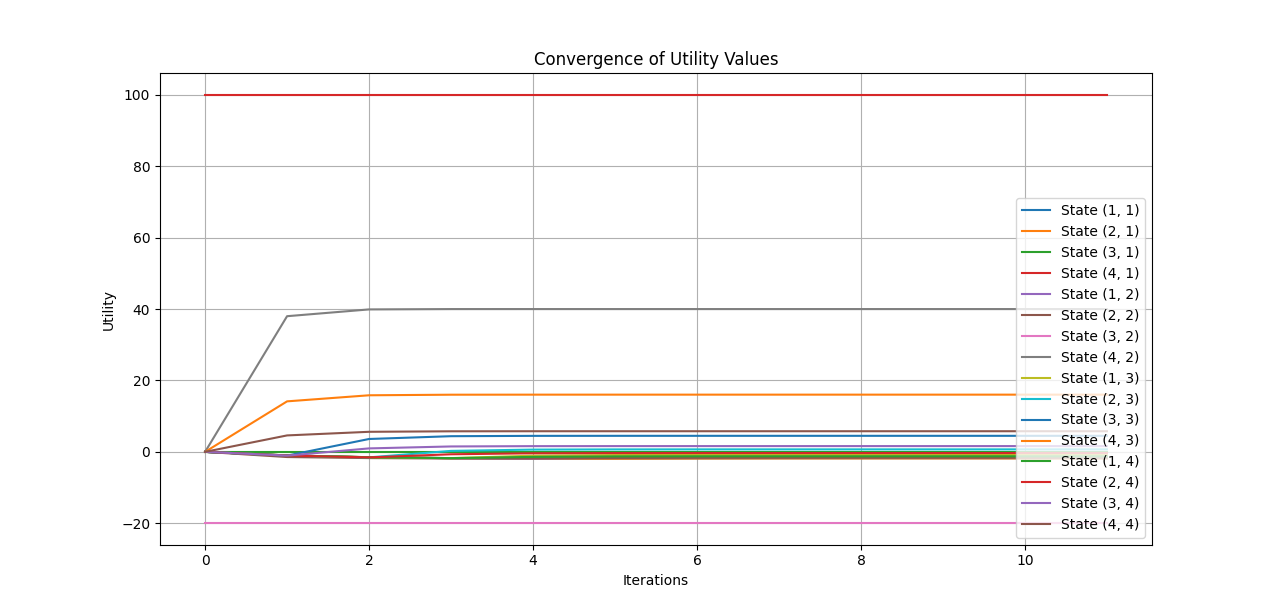 Convergence of Utility Values
Utility
100
80
60
40
20
0
−20
0 2 4 6 8 10
Iterations
State (1, 1)
State (2, 1)
State (3, 1)
State (4, 1)
State (1, 2)
State (2, 2)
State (3, 2)
State (4, 2)
State (1, 3)
State (2, 3)
State (3, 3)
State (4, 3)
State (1, 4)
State (2, 4)
State (3, 4)
State (4, 4)